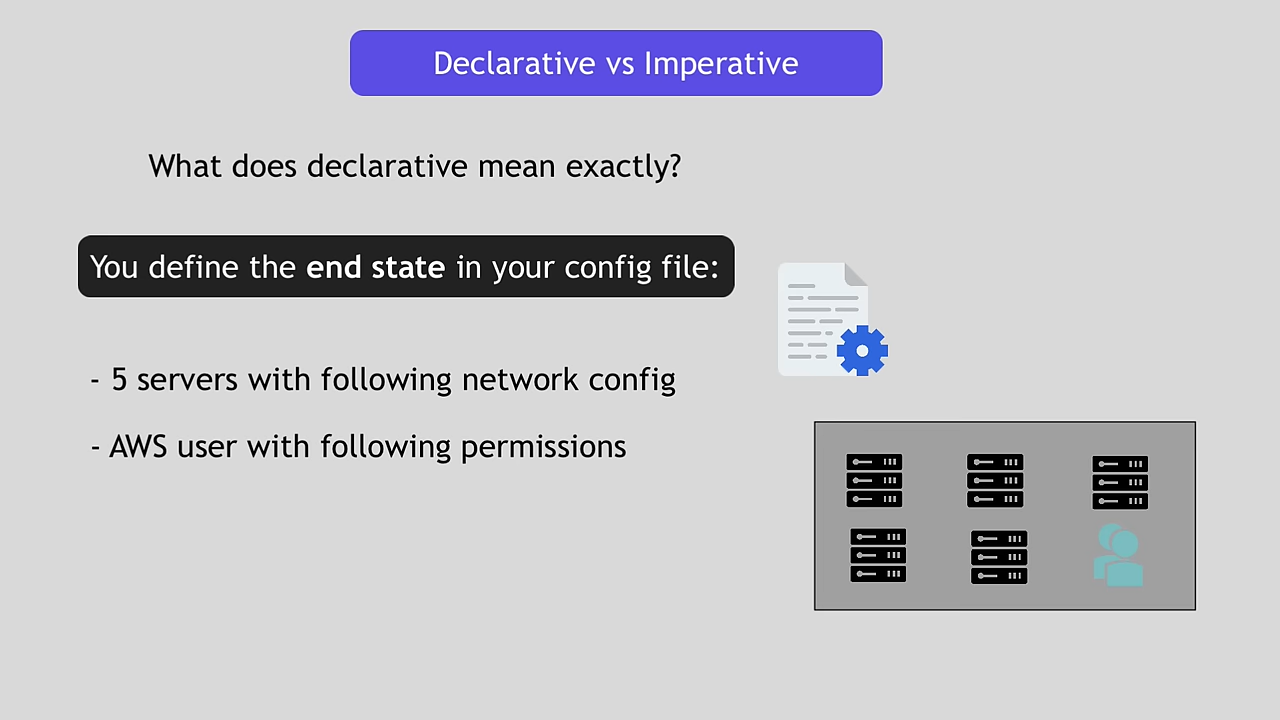 Declarative vs Imperative
What does declarative mean exactly?
You define the end state in your config file:
- 5 servers with following network config
- AWS user with following permissions